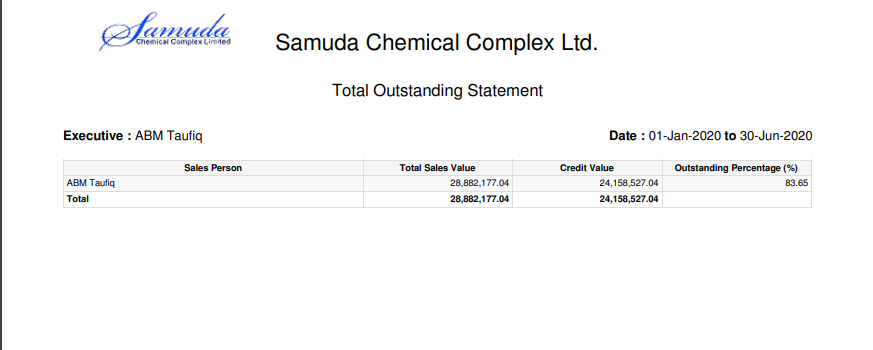 Samuda
Chemical Complex Limited
Samuda Chemical Complex Ltd.
Total Outstanding Statement
Executive : ABM Taufiq Date : 01-Jan-2020 to 30-Jun-2020
Sales Person Total Sales Value Credit Value Outstanding Percentage (%)
ABM Taufiq 28,882,177.04 24,158,527.04 83.65
Total 28,882,177.04 24,158,527.04